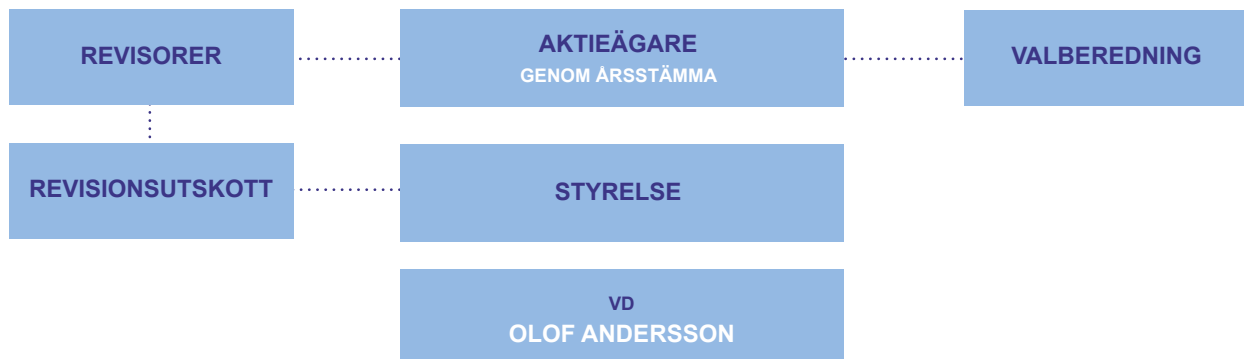 REVISORER
AKTIEÄGARE
GENOM ÅRSSTÄMMA
VALBEREDNING
REVISIONSUTSKOTT
STYRELSE
VD
OLOF ANDERSSON